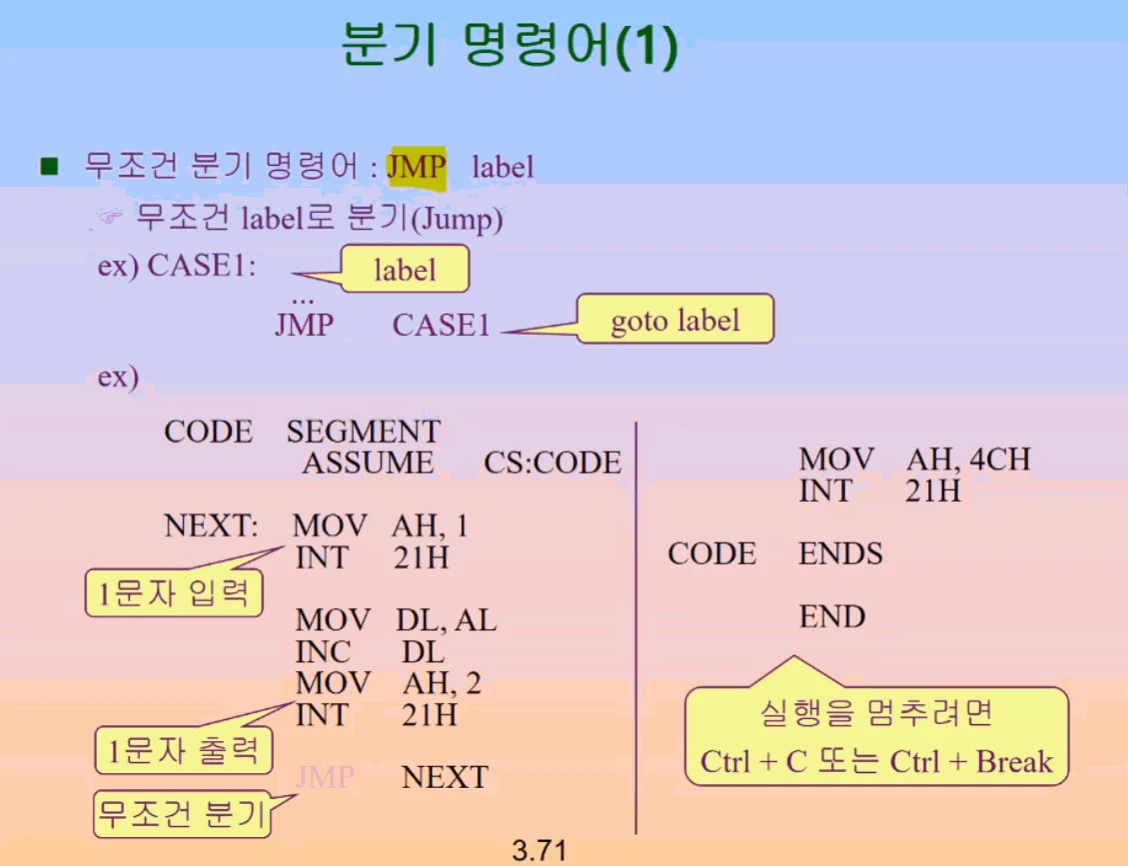 분기 명령어(1)
■ 무조건 분기 명령어 : JMP label
☞ 무조건 label로 분기(Jump)
ex) CASE1:
label
...
JMP CASE1
goto label
ex)
CODE SEGMENT
ASSUME CS:CODE
NEXT: MOV AH, 1
INT 21H
1문자 입력
MOV DL, AL
INC DL
MOV AH, 2
INT 21H
1문자 출력
JMP NEXT
무조건 분기
MOV AH, 4CH
INT 21H
CODE ENDS
END
실행을 멈추려면
Ctrl + C 또는 Ctrl + Break
3.71